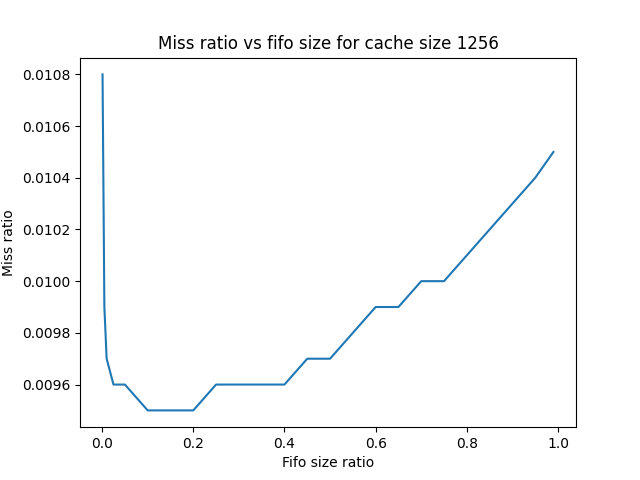 Miss ratio vs fifo size for cache size 1256
0.0108
0.0106
0.0104
0.0102
0.0100
0.0098
0.0096
Miss ratio
0.0 0.2 0.4 0.6 0.8 1.0
Fifo size ratio